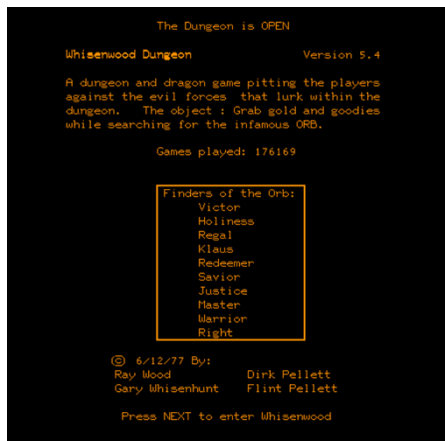 The Dungeon is OPEN
Whisenwood Dungeon Version 5.4
A dungeon and dragon game pitting the players
against the evil forces that lurk within the
dungeon. The object : Grab gold and goodies
while searching for the infamous ORB.
Games played: 176169
Finders of the Orb:
Victor
Holiness
Regal
Klaus
Redeemer
Savior
Justice
Master
Warrior
Right
© 6/12/77 By:
Ray Wood Dirk Pellett
Gary Whisenhunt Flint Pellett
Press NEXT to enter Whisenwood